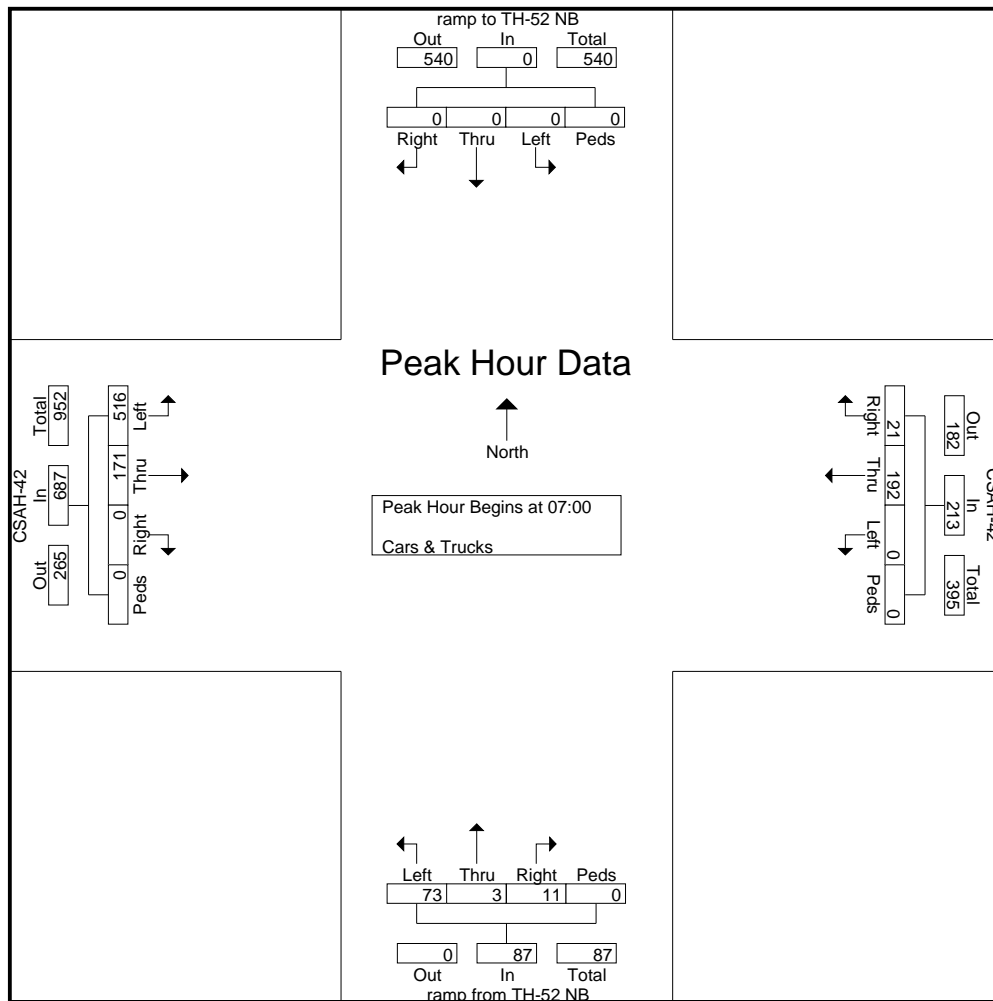 ramp to TH-52 NB
Out In Total
540 0 540
0 0 0 0
Right Thru Left Peds
Peak Hour Data
North
Peak Hour Begins at 07:00
Cars & Trucks
CSAH-42
Out In Total
265 687 952
0 0 171 516
Peds Right Thru Left
CSAH-42
Out In Total
182 213 395
21 192 0 0
Right Thru Left Peds
Left Thru Right Peds
73 3 11 0
0 87 87
Out In Total
ramp from TH-52 NB